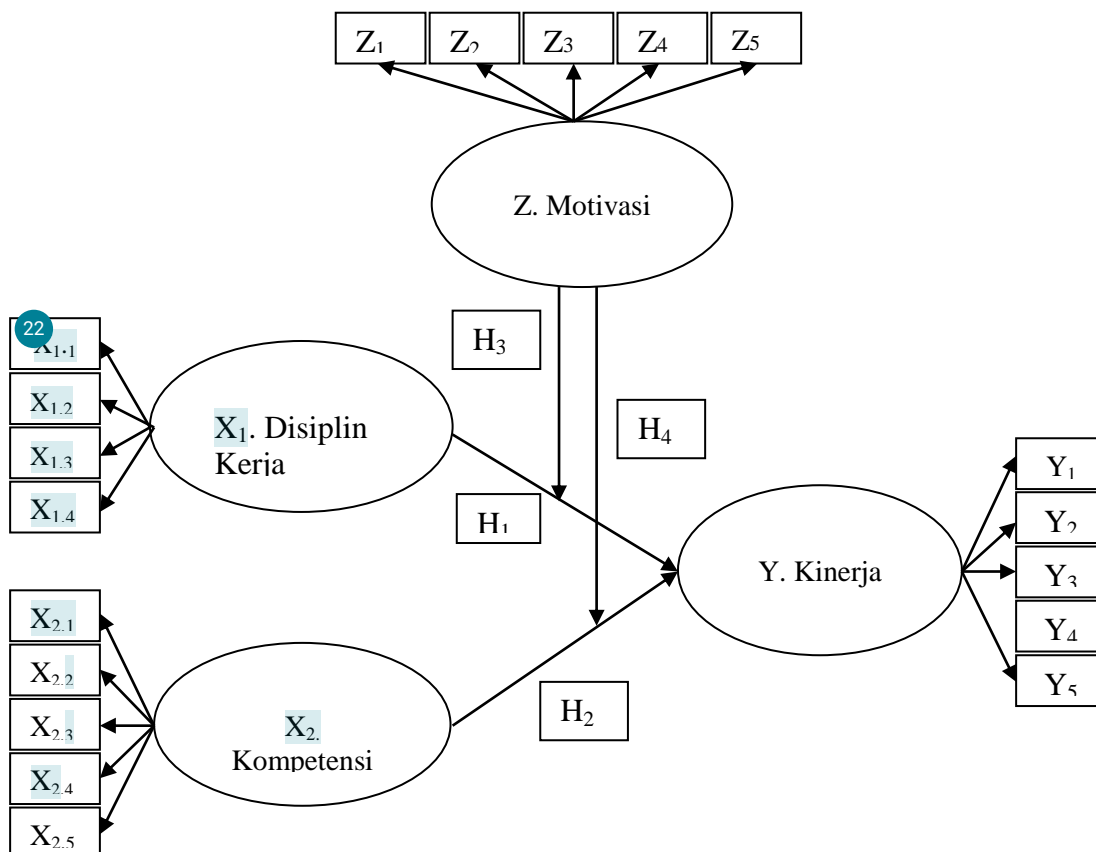 Z₁ Z₂ Z₃ Z₄ Z₅
Z. Motivasi
H₃
22
X₁.₁
X₁.₂
X₁.₃
X₁.₄
X₁. Disiplin
Kerja
H₄
H₁
Y₁
Y₂
Y₃
Y₄
Y₅
Y. Kinerja
X₂.₁
X₂.₂
X₂.₃
X₂.₄
X₂.₅
X₂.
Kompetensi
H₂